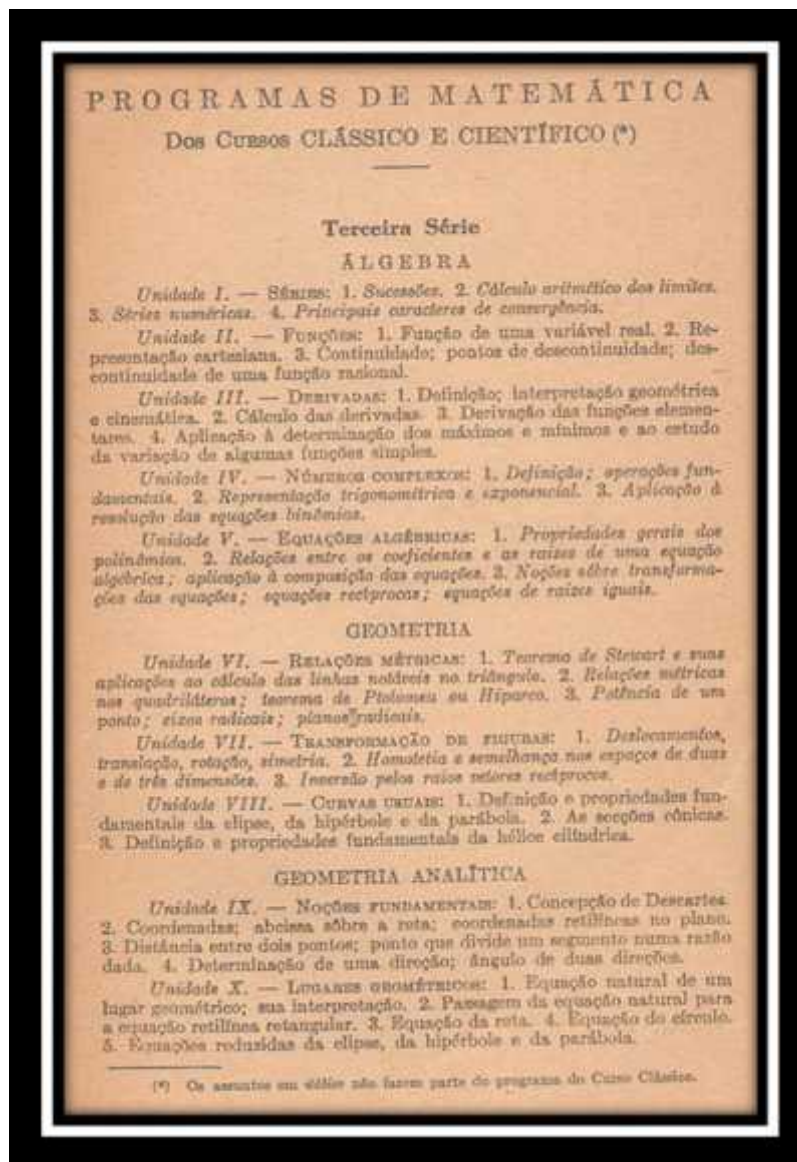 PROGRAMAS DE MATEMÁTICA
DOS CURSOS CLÁSSICO E CIENTÍFICO (*)
Terceira Série
ÁLGEBRA
Unidade I. — SÉRIES: 1. Sucessões. 2. Cálculo aritmético dos limites.
3. Séries numéricas. 4. Principais caracteres de convergência.
Unidade II. — FUNÇÕES: 1. Função de uma variável real. 2. Re-
presentação cartesiana. 3. Continuidade; pontos de descontinuidade; des-
continuidade de uma função racional.
Unidade III. — DERIVADAS: 1. Definição; interpretação geométrica
e cinemática. 2. Cálculo das derivadas. 3. Derivação das funções elemen-
tares. 4. Aplicação à determinação dos máximos e mínimos e ao estudo
da variação de algumas funções simples.
Unidade IV. — NÚMEROS COMPLEXOS: 1. Definição; operações fun-
damentais. 2. Representação trigonométrica e exponencial. 3. Aplicação à
resolução das equações binômias.
Unidade V. — EQUAÇÕES ALGÉBRICAS: 1. Propriedades gerais dos
polinômios. 2. Relações entre os coeficientes e as raízes de uma equação
algébrica; aplicação à composição das equações. 3. Noções sôbre transforma-
ções das equações; equações recíprocas; equações de raízes iguais.
GEOMETRIA
Unidade VI. — RELAÇÕES MÉTRICAS: 1. Teorema de Stewart e suas
aplicações ao cálculo das linhas notáveis no triângulo. 2. Relações métricas
nos quadriláteros; teorema de Ptolomeu ou Hiparco. 3. Potência de um
ponto; eixos radicais; planos radicais.
Unidade VII. — TRANSFORMAÇÃO DE FIGURAS: 1. Deslocamentos,
translação, rotação, simetria. 2. Homotetia e semelhança nos espaços de duas
e de três dimensões. 3. Inversão pelos raios vetores recíprocos.
Unidade VIII. — CURVAS USUAIS: 1. Definição e propriedades fun-
damentais da elipse, da hipérbole e da parábola. 2. As secções cônicas.
3. Definição e propriedades fundamentais da hélice cilíndrica.
GEOMETRIA ANALÍTICA
Unidade IX. — NOÇÕES FUNDAMENTAIS: 1. Concepção de Descartes.
2. Coordenadas; abcissa sôbre a reta; coordenadas retilíneas no plano.
3. Distância entre dois pontos; ponto que divide um segmento numa razão
dada. 4. Determinação de uma direção; ângulo de duas direções.
Unidade X. — LUGARES GEOMÉTRICOS: 1. Equação natural de um
lugar geométrico; sua interpretação. 2. Passagem da equação natural para
a equação retilínea retangular. 3. Equação da reta. 4. Equação do círculo.
5. Equações reduzidas da elipse, da hipérbole e da parábola.
(*) Os assuntos em itálico não fazem parte do programa do Curso Clássico.